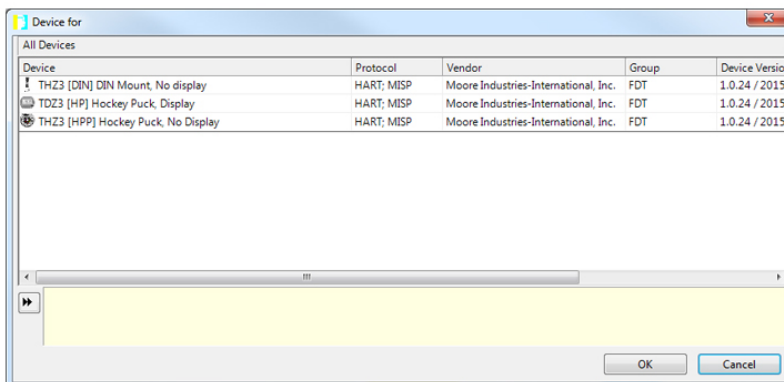 Device for
All Devices
Device Protocol Vendor Group Device Versio
THZ3 [DIN] DIN Mount, No display HART; MISP Moore Industries-International, Inc. FDT 1.0.24 / 2015
TDZ3 [HP] Hockey Puck, Display HART; MISP Moore Industries-International, Inc. FDT 1.0.24 / 2015
THZ3 [HPP] Hockey Puck, No Display HART; MISP Moore Industries-International, Inc. FDT 1.0.24 / 2015
OK Cancel